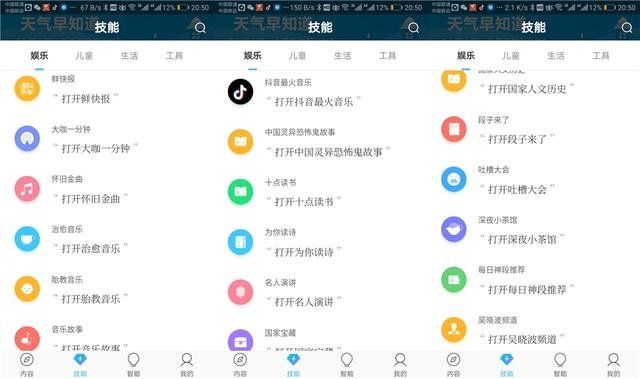 中国联通
中国移动
67 B/s
20:50
天气早知道
技能
娱乐 儿童 生活 工具
鲜快报
“ 打开鲜快报 ”
大咖一分钟
“ 打开大咖一分钟 ”
怀旧金曲
“ 打开怀旧金曲 ”
治愈音乐
“ 打开治愈音乐 ”
胎教音乐
“ 打开胎教音乐 ”
音乐故事
“ 打开音乐故事 ”
内容 技能 智能 我的
中国联通
中国移动
150 B/s
20:50
天气早知道
技能
娱乐 儿童 生活 工具
抖音最火音乐
“ 打开抖音最火音乐 ”
中国灵异恐怖鬼故事
“ 打开中国灵异恐怖鬼故事 ”
十点读书
“ 打开十点读书 ”
为你读诗
“ 打开为你读诗 ”
名人演讲
“ 打开名人演讲 ”
国家宝藏
“ 打开国家宝藏 ”
内容 技能 智能 我的
中国联通
中国移动
2.1 K/s
20:50
天气早知道
技能
娱乐 儿童 生活 工具
国家人文历史
“ 打开国家人文历史 ”
段子来了
“ 打开段子来了 ”
吐槽大会
“ 打开吐槽大会 ”
深夜小茶馆
“ 打开深夜小茶馆 ”
每日神段推荐
“ 打开每日神段推荐 ”
吴晓波频道
“ 打开吴晓波频道 ”
内容 技能 智能 我的